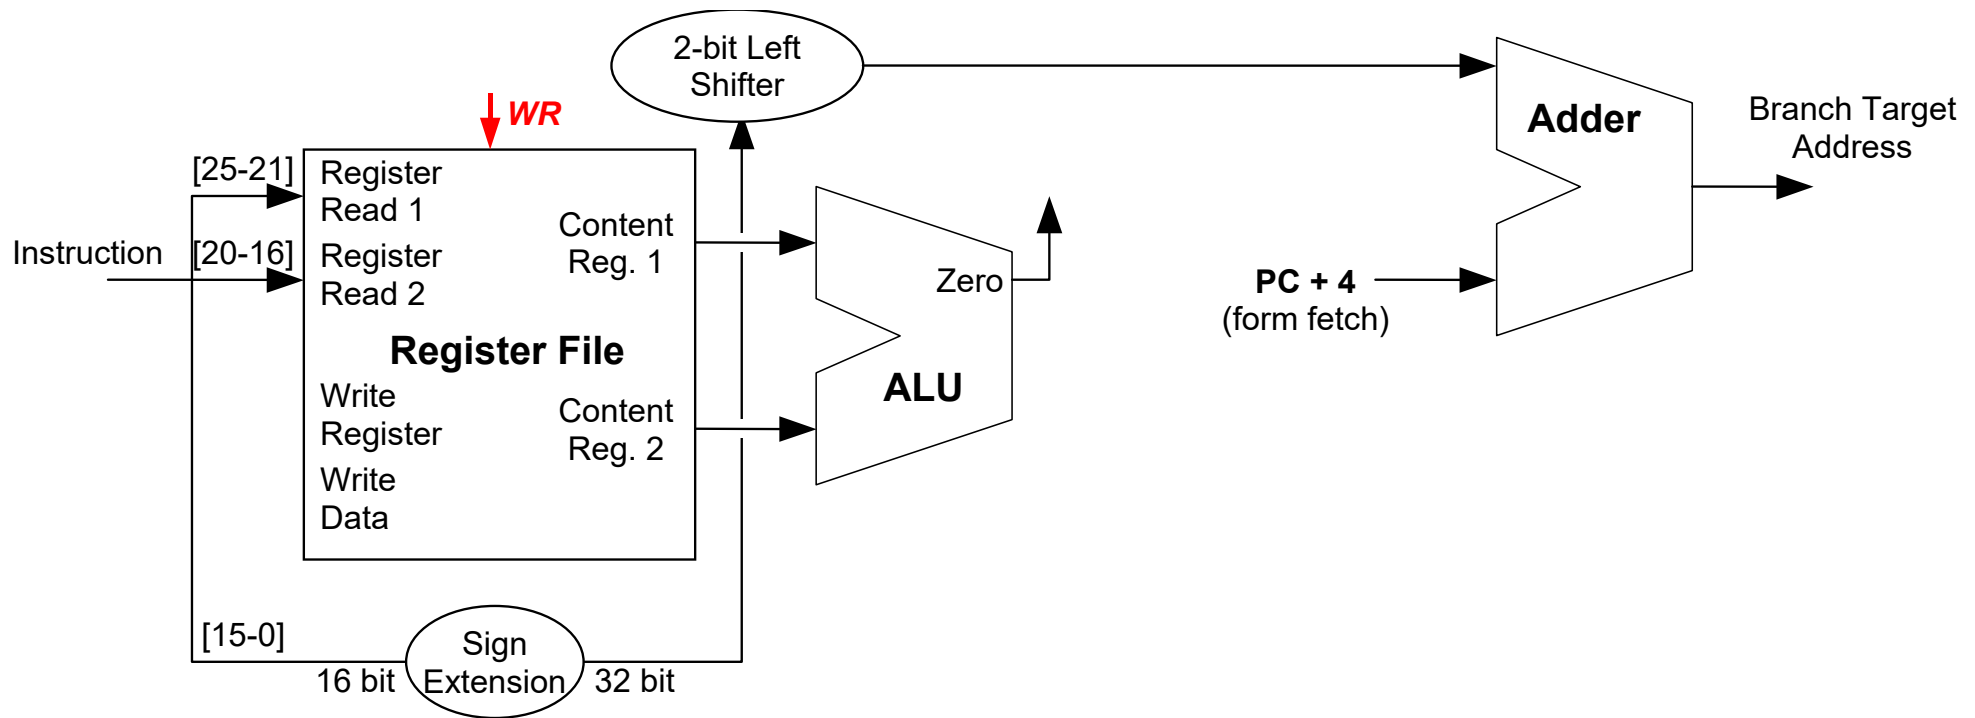 2-bit Left
Shifter
WR
Adder
Branch Target
Address
[25-21]
Register
Read 1
Content
Reg. 1
Instruction
[20-16]
Register
Read 2
Zero
PC + 4
(form fetch)
Register File
ALU
Write
Register
Content
Reg. 2
Write
Data
[15-0]
16 bit
Sign
Extension
32 bit